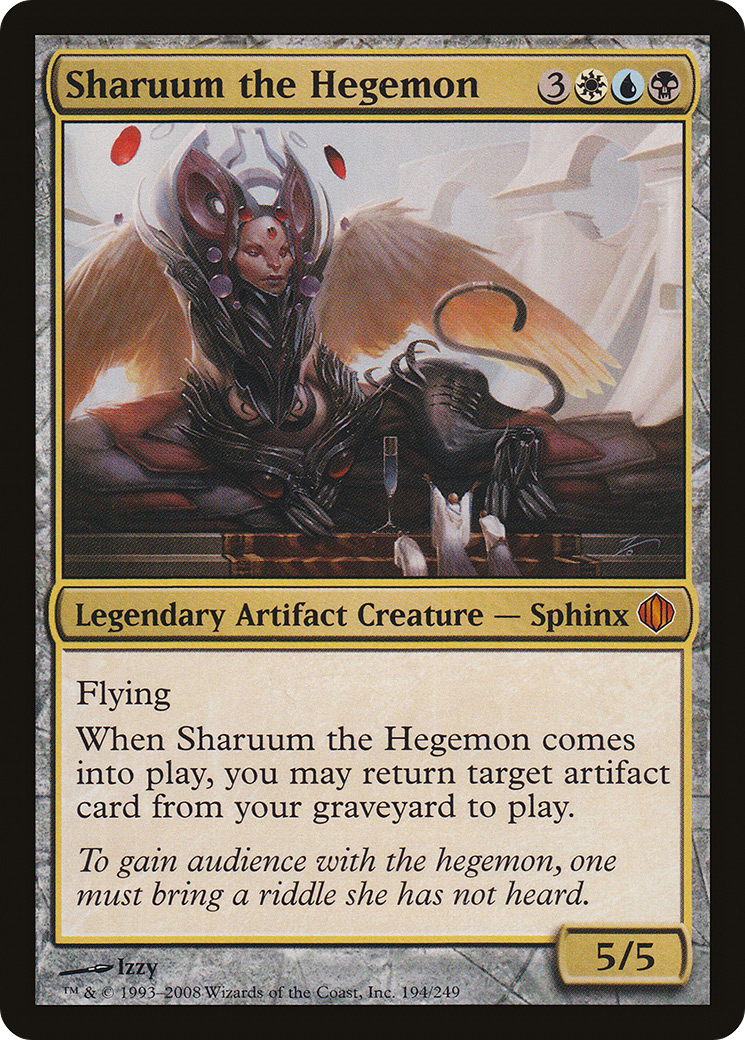 Sharuum the Hegemon 3
Legendary Artifact Creature — Sphinx
Flying
When Sharuum the Hegemon comes
into play, you may return target artifact
card from your graveyard to play.
To gain audience with the hegemon, one
must bring a riddle she has not heard.
5/5
Izzy
™ & © 1993–2008 Wizards of the Coast, Inc. 194/249